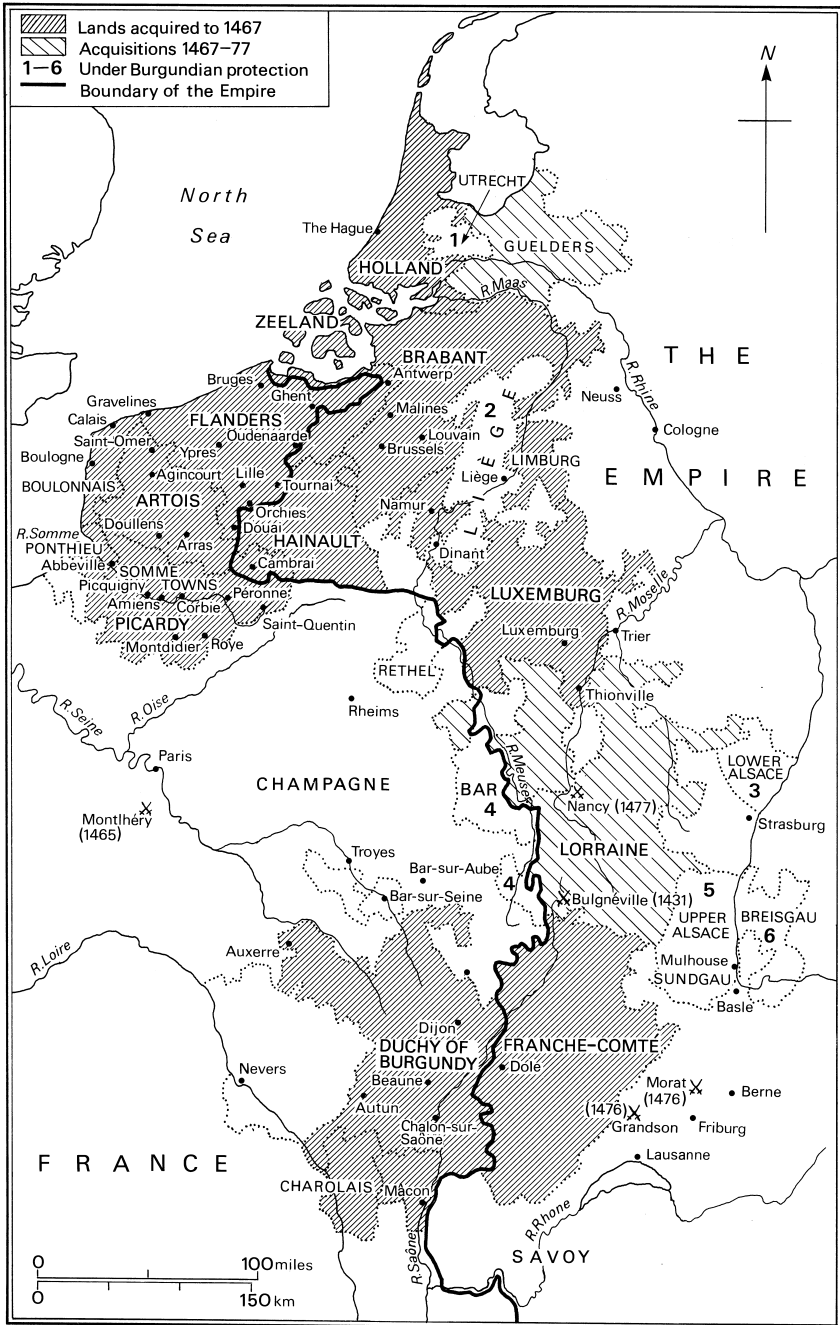 Lands acquired to 1467
Acquisitions 1467–77
1–6 Under Burgundian protection
Boundary of the Empire
N
North
Sea
UTRECHT
The Hague
1
GUELDERS
HOLLAND
R.Maas
ZEELAND
THE
BRABANT
R.Rhine
Bruges
Antwerp
Ghent
Neuss
Gravelines
2
Malines
Calais
FLANDERS
Cologne
Saint-Omer
Oudenaarde
Louvain
Ypres
Brussels
Boulogne
LIEGE
LIMBURG
Agincourt
Lille
Liège
EMPIRE
BOULONNAIS
Tournai
ARTOIS
Namur
Orchies
Doullens
Douai
R.Somme
HAINAULT
Arras
PONTHIEU
Dinant
Abbeville
SOMME
Cambrai
Picquigny
TOWNS
Péronne
LUXEMBURG
R.Moselle
Amiens
Corbie
PICARDY
Saint-Quentin
Luxemburg
Trier
Montdidier
Roye
RETHEL
Thionville
Rheims
R.Seine
R.Oise
Paris
R.Meuse
LOWER
ALSACE
3
CHAMPAGNE
BAR
4
Nancy (1477)
Montlhéry
(1465)
Strasburg
LORRAINE
Troyes
Bar-sur-Aube
4
5
Bar-sur-Seine
Bulgnéville (1431)
UPPER
ALSACE
BREISGAU
6
Auxerre
R.Loire
Mulhouse
SUNDGAU
Basle
Dijon
DUCHY OF
BURGUNDY
FRANCHE-COMTE
Dole
Nevers
Beaune
Morat
(1476)
Berne
Autun
(1476)
Grandson
Friburg
Chalon-sur-
Saône
Lausanne
FRANCE
CHAROLAIS
Mâcon
R.Rhone
R.Saône
SAVOY
0 100 miles
0 150 km